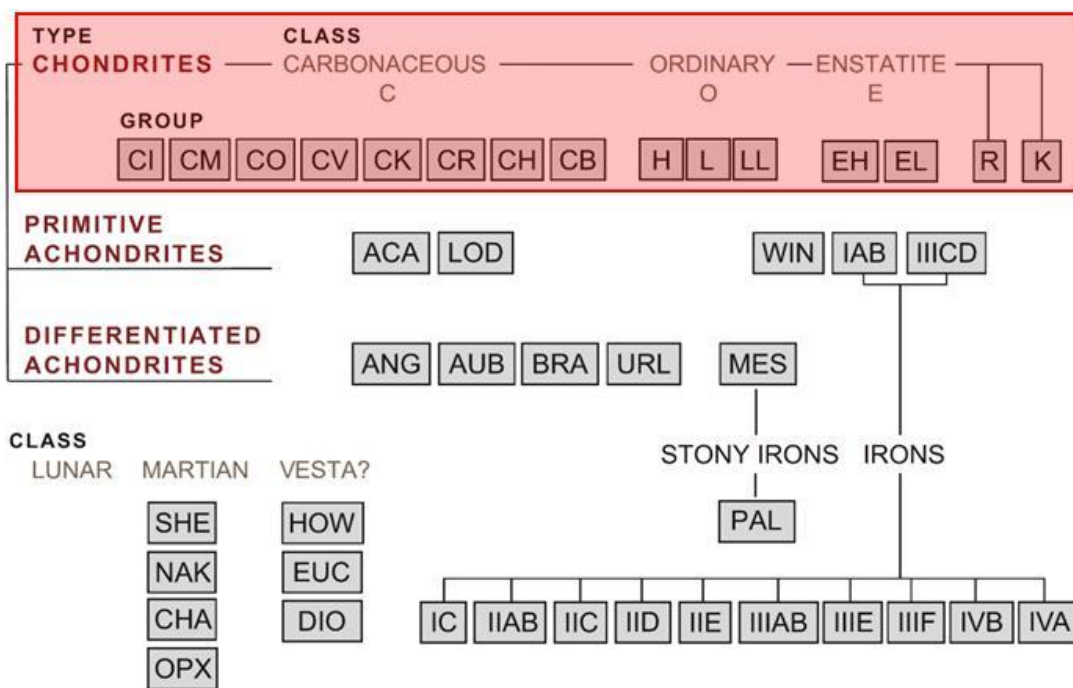 TYPE CLASS
CHONDRITES CARBONACEOUS ORDINARY ENSTATITE
C O E
GROUP
CI CM CO CV CK CR CH CB H L LL EH EL R K
PRIMITIVE
ACHONDRITES
ACA LOD WIN IAB IIICD
DIFFERENTIATED
ACHONDRITES
ANG AUB BRA URL MES
CLASS
LUNAR MARTIAN VESTA? STONY IRONS IRONS
SHE HOW PAL
NAK EUC
CHA DIO
IC IIAB IIC IID IIE IIIAB IIIE IIIF IVB IVA
OPX